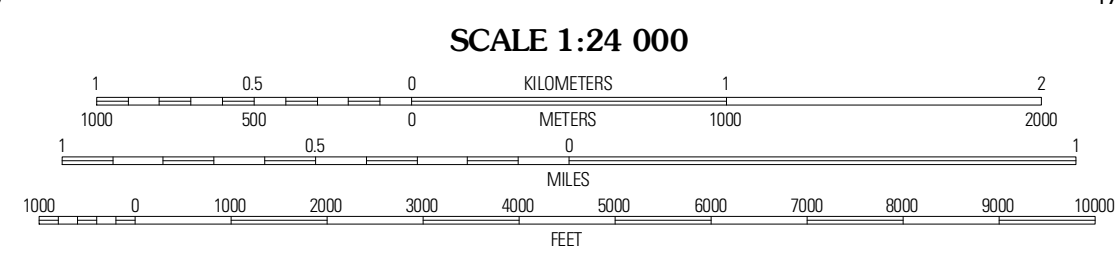 SCALE 1:24 000
1 0.5 0 KILOMETERS 1 2
1000 500 0 METERS 1000 2000
1 0.5 0 1
MILES
1000 0 1000 2000 3000 4000 5000 6000 7000 8000 9000 10000
FEET